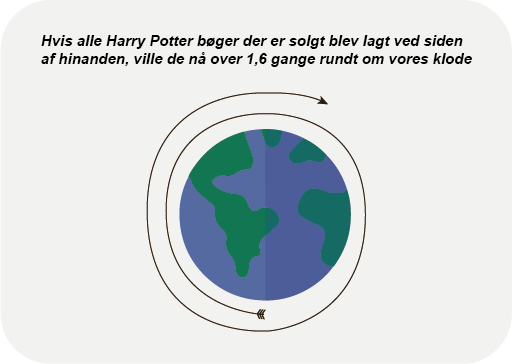 Hvis alle Harry Potter bøger der er solgt blev lagt ved siden
af hinanden, ville de nå over 1,6 gange rundt om vores klode